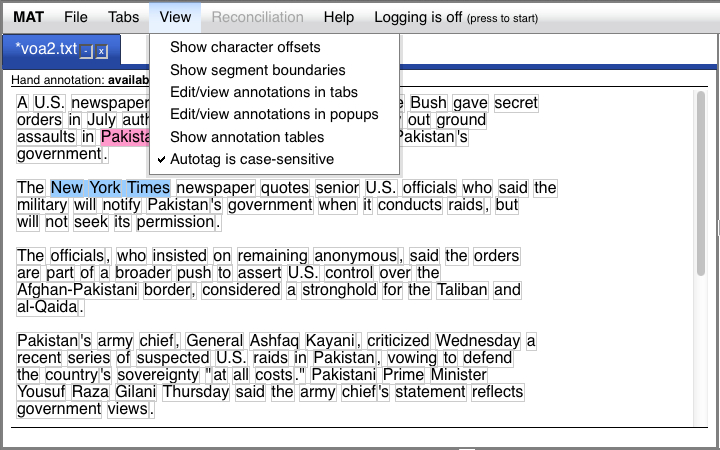 MAT File Tabs View Reconciliation Help Logging is off (press to start)
*voa2.txt - x
Show character offsets
Show segment boundaries
Edit/view annotations in tabs
Edit/view annotations in popups
Show annotation tables
✓ Autotag is case-sensitive
Hand annotation: availab
A U.S. newspaper Bush gave secret
orders in July auth out ground
assaults in Pakista Pakistan's
government.
The New York Times newspaper quotes senior U.S. officials who said the
military will notify Pakistan's government when it conducts raids, but
will not seek its permission.
The officials, who insisted on remaining anonymous, said the orders
are part of a broader push to assert U.S. control over the
Afghan-Pakistani border, considered a stronghold for the Taliban and
al-Qaida.
Pakistan's army chief, General Ashfaq Kayani, criticized Wednesday a
recent series of suspected U.S. raids in Pakistan, vowing to defend
the country's sovereignty "at all costs." Pakistani Prime Minister
Yousuf Raza Gilani Thursday said the army chief's statement reflects
government views.